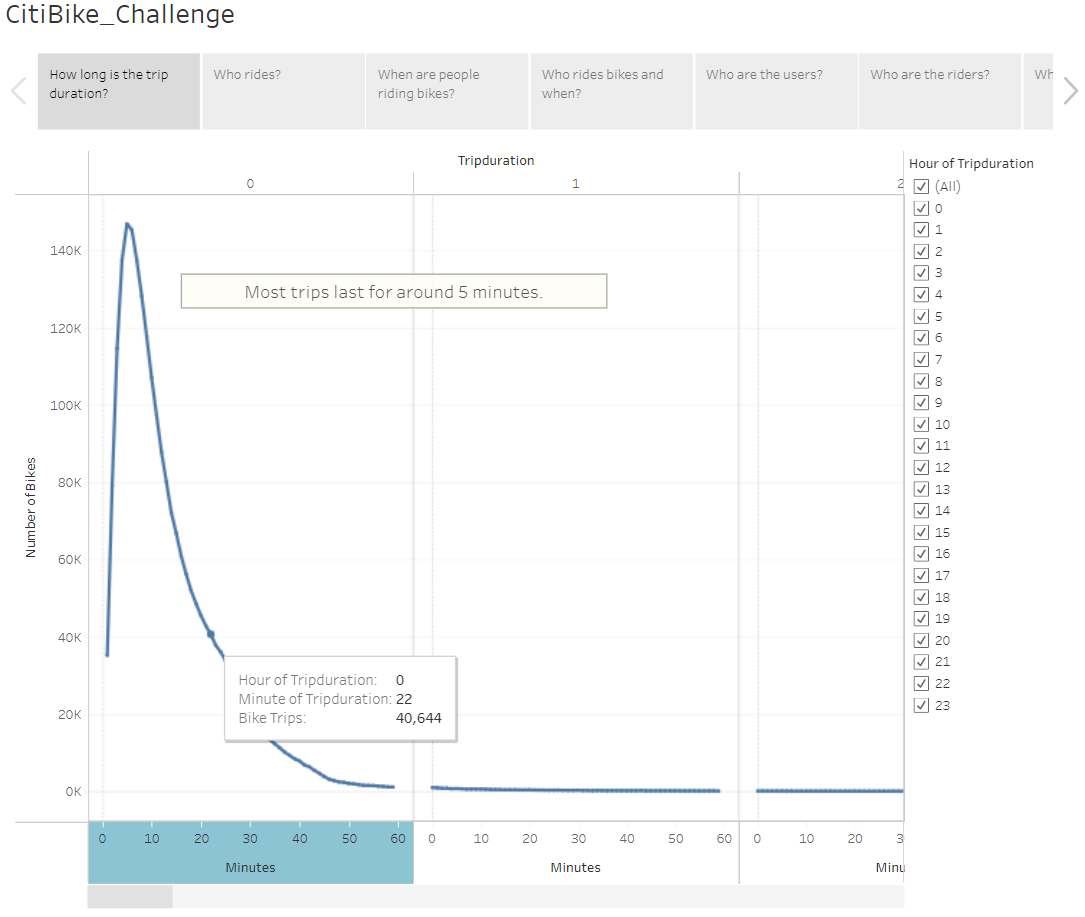 CitiBike_Challenge
How long is the trip
duration?
Who rides?
When are people
riding bikes?
Who rides bikes and
when?
Who are the users?
Who are the riders?
Wh
Tripduration
0
1
2
Number of Bikes
140K
120K
100K
80K
60K
40K
20K
0K
Most trips last for around 5 minutes.
Hour of Tripduration: 0
Minute of Tripduration: 22
Bike Trips: 40,644
0 10 20 30 40 50 60
Minutes
0 10 20 30 40 50 60
Minutes
0 10 20 3
Minu
Hour of Tripduration
(All)
0
1
2
3
4
5
6
7
8
9
10
11
12
13
14
15
16
17
18
19
20
21
22
23